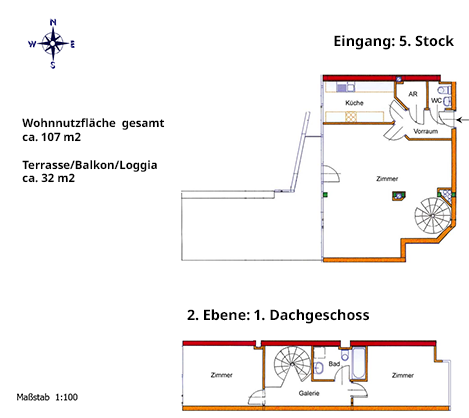 N
W E
S
Eingang: 5. Stock
Wohnnutzfläche gesamt
ca. 107 m2
Terrasse/Balkon/Loggia
ca. 32 m2
Küche
AR
WC
Vorraum
Zimmer
2. Ebene: 1. Dachgeschoss
Zimmer
Bad
Zimmer
Galerie
Maßstab 1:100